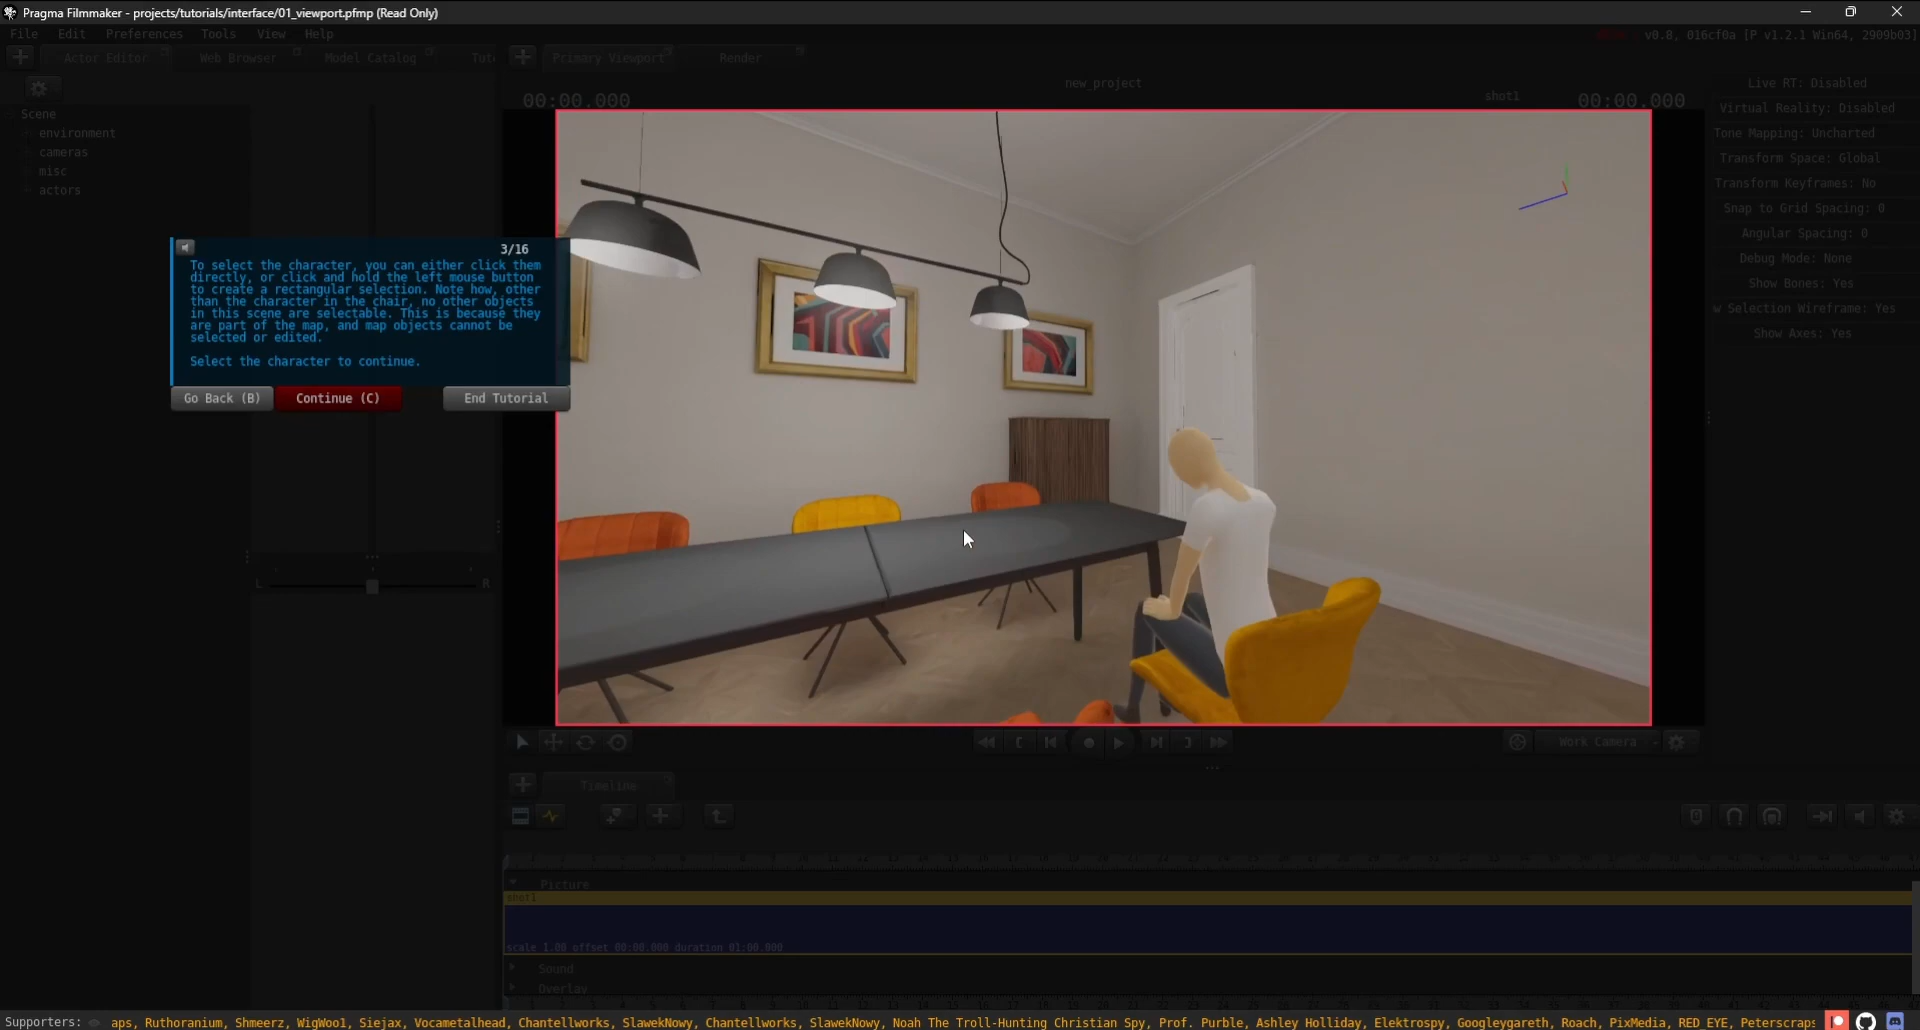 Pragma Filmmaker - projects/tutorials/interface/01_viewport.pfmp (Read Only)
File Edit Preferences Tools View Help
v0.8, 016cf0a [P v1.2.1 Win64, 2909b03]
Actor Editor Web Browser Model Catalog Tut
Primary Viewport Render
new_project
00:00.000 shot1 00:00.000
Scene
environment
cameras
misc
actors
Live RT: Disabled
Virtual Reality: Disabled
Tone Mapping: Uncharted
Transform Space: Global
Transform Keyframes: No
Snap to Grid Spacing: 0
Angular Spacing: 0
Debug Mode: None
Show Bones: Yes
w Selection Wireframe: Yes
Show Axes: Yes
3/16
To select the character, you can either click them
directly, or click and hold the left mouse button
to create a rectangular selection. Note how, other
than the character in the chair, no other objects
in this scene are selectable. This is because they
are part of the map, and map objects cannot be
selected or edited.
Select the character to continue.
Go Back (B) Continue (C) End Tutorial
L R
Work Camera
Timeline
Picture
shot1
scale 1.00 offset 00:00.000 duration 01:00.000
Sound
Overlay
Supporters: aps, Ruthoranium, Shmeerz, WigWoo1, Siejax, Vocametalhead, Chantellworks, SlawekNowy, Chantellworks, SlawekNowy, Noah The Troll-Hunting Christian Spy, Prof. Purble, Ashley Holliday, Elektrospy, Googleygareth, Roach, PixMedia, RED_EYE, Peterscraps